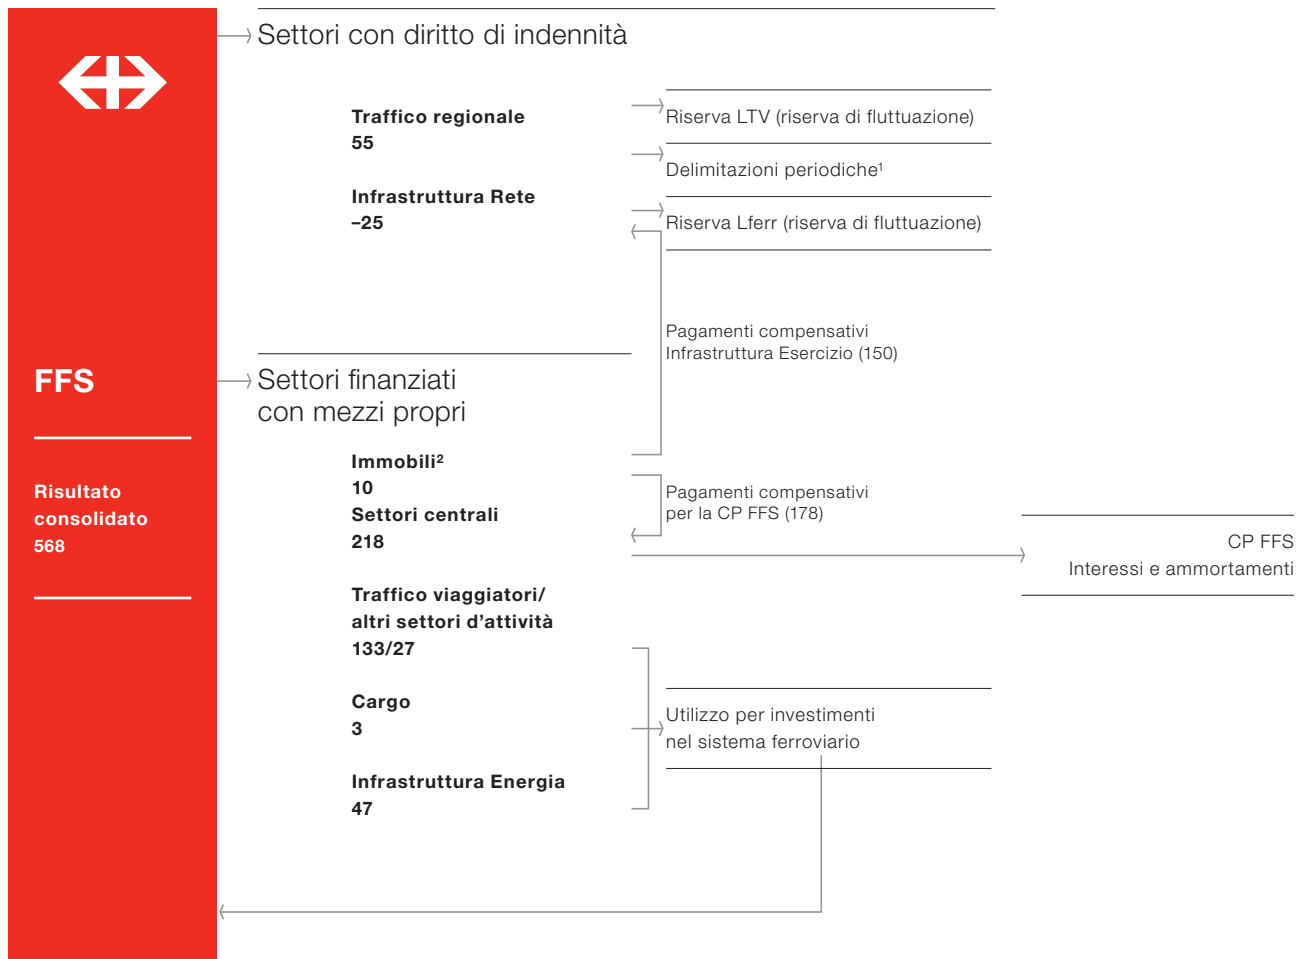 FFS
Risultato
consolidato
568
Settori con diritto di indennità
Traffico regionale
55
Infrastruttura Rete
–25
Riserva LTV (riserva di fluttuazione)
Delimitazioni periodiche¹
Riserva Lferr (riserva di fluttuazione)
Pagamenti compensativi
Infrastruttura Esercizio (150)
Settori finanziati
con mezzi propri
Immobili²
10
Settori centrali
218
Pagamenti compensativi
per la CP FFS (178)
CP FFS
Interessi e ammortamenti
Traffico viaggiatori/
altri settori d’attività
133/27
Cargo
3
Infrastruttura Energia
47
Utilizzo per investimenti
nel sistema ferroviario